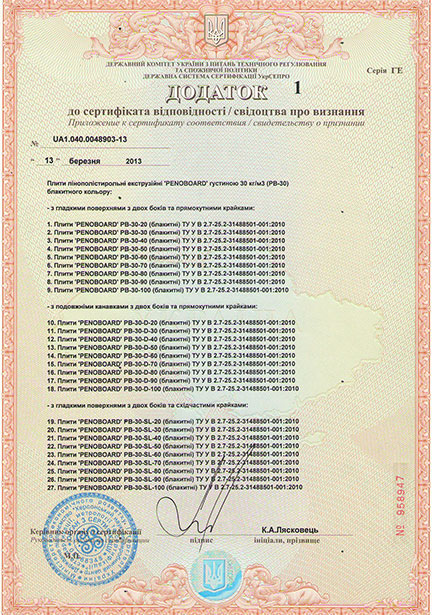 ДЕРЖАВНИЙ КОМІТЕТ УКРАЇНИ З ПИТАНЬ ТЕХНІЧНОГО РЕГУЛЮВАННЯ
ТА СПОЖИВЧОЇ ПОЛІТИКИ
ДЕРЖАВНА СИСТЕМА СЕРТИФІКАЦІЇ УкрСЕПРО
Серія ГЕ
ДОДАТОК 1
до сертифіката відповідності / свідоцтва про визнання
Приложение к сертификату соответствия / свидетельству о признании
№ UA1.040.0048903-13
" 13 " березня 2013
Плити пінополістирольні екструзійні 'PENOBOARD' густиною 30 кг/м3 (PB-30)
блакитного кольору:
- з гладкими поверхнями з двох боків та прямокутними крайками:
1. Плити 'PENOBOARD' PB-30-20 (блакитні) ТУ У В 2.7-25.2-31488501-001:2010
2. Плити 'PENOBOARD' PB-30-30 (блакитні) ТУ У В 2.7-25.2-31488501-001:2010
3. Плити 'PENOBOARD' PB-30-40 (блакитні) ТУ У В 2.7-25.2-31488501-001:2010
4. Плити 'PENOBOARD' PB-30-50 (блакитні) ТУ У В 2.7-25.2-31488501-001:2010
5. Плити 'PENOBOARD' PB-30-60 (блакитні) ТУ У В 2.7-25.2-31488501-001:2010
6. Плити 'PENOBOARD' PB-30-70 (блакитні) ТУ У В 2.7-25.2-31488501-001:2010
7. Плити 'PENOBOARD' PB-30-80 (блакитні) ТУ У В 2.7-25.2-31488501-001:2010
8. Плити 'PENOBOARD' PB-30-90 (блакитні) ТУ У В 2.7-25.2-31488501-001:2010
9. Плити 'PENOBOARD' PB-30-100 (блакитні) ТУ У В 2.7-25.2-31488501-001:2010
- з подовжніми канавками з двох боків та прямокутними крайками:
10. Плити 'PENOBOARD' PB-30-D-20 (блакитні) ТУ У В 2.7-25.2-31488501-001:2010
11. Плити 'PENOBOARD' PB-30-D-30 (блакитні) ТУ У В 2.7-25.2-31488501-001:2010
12. Плити 'PENOBOARD' PB-30-D-40 (блакитні) ТУ У В 2.7-25.2-31488501-001:2010
13. Плити 'PENOBOARD' PB-30-D-50 (блакитні) ТУ У В 2.7-25.2-31488501-001:2010
14. Плити 'PENOBOARD' PB-30-D-60 (блакитні) ТУ У В 2.7-25.2-31488501-001:2010
15. Плити 'PENOBOARD' PB-30-D-70 (блакитні) ТУ У В 2.7-25.2-31488501-001:2010
16. Плити 'PENOBOARD' PB-30-D-80 (блакитні) ТУ У В 2.7-25.2-31488501-001:2010
17. Плити 'PENOBOARD' PB-30-D-90 (блакитні) ТУ У В 2.7-25.2-31488501-001:2010
18. Плити 'PENOBOARD' PB-30-D-100 (блакитні) ТУ У В 2.7-25.2-31488501-001:2010
- з гладкими поверхнями з двох боків та східчастими крайками:
19. Плити 'PENOBOARD' PB-30-SL-20 (блакитні) ТУ У В 2.7-25.2-31488501-001:2010
20. Плити 'PENOBOARD' PB-30-SL-30 (блакитні) ТУ У В 2.7-25.2-31488501-001:2010
21. Плити 'PENOBOARD' PB-30-SL-40 (блакитні) ТУ У В 2.7-25.2-31488501-001:2010
22. Плити 'PENOBOARD' PB-30-SL-50 (блакитні) ТУ У В 2.7-25.2-31488501-001:2010
23. Плити 'PENOBOARD' PB-30-SL-60 (блакитні) ТУ У В 2.7-25.2-31488501-001:2010
24. Плити 'PENOBOARD' PB-30-SL-70 (блакитні) ТУ У В 2.7-25.2-31488501-001:2010
25. Плити 'PENOBOARD' PB-30-SL-80 (блакитні) ТУ У В 2.7-25.2-31488501-001:2010
26. Плити 'PENOBOARD' PB-30-SL-90 (блакитні) ТУ У В 2.7-25.2-31488501-001:2010
27. Плити 'PENOBOARD' PB-30-SL-100 (блакитні) ТУ У В 2.7-25.2-31488501-001:2010
№ 958947
Керівник органу з сертифікації
К.А.Лясковець
підпис
ініціали, прізвище
М.П.